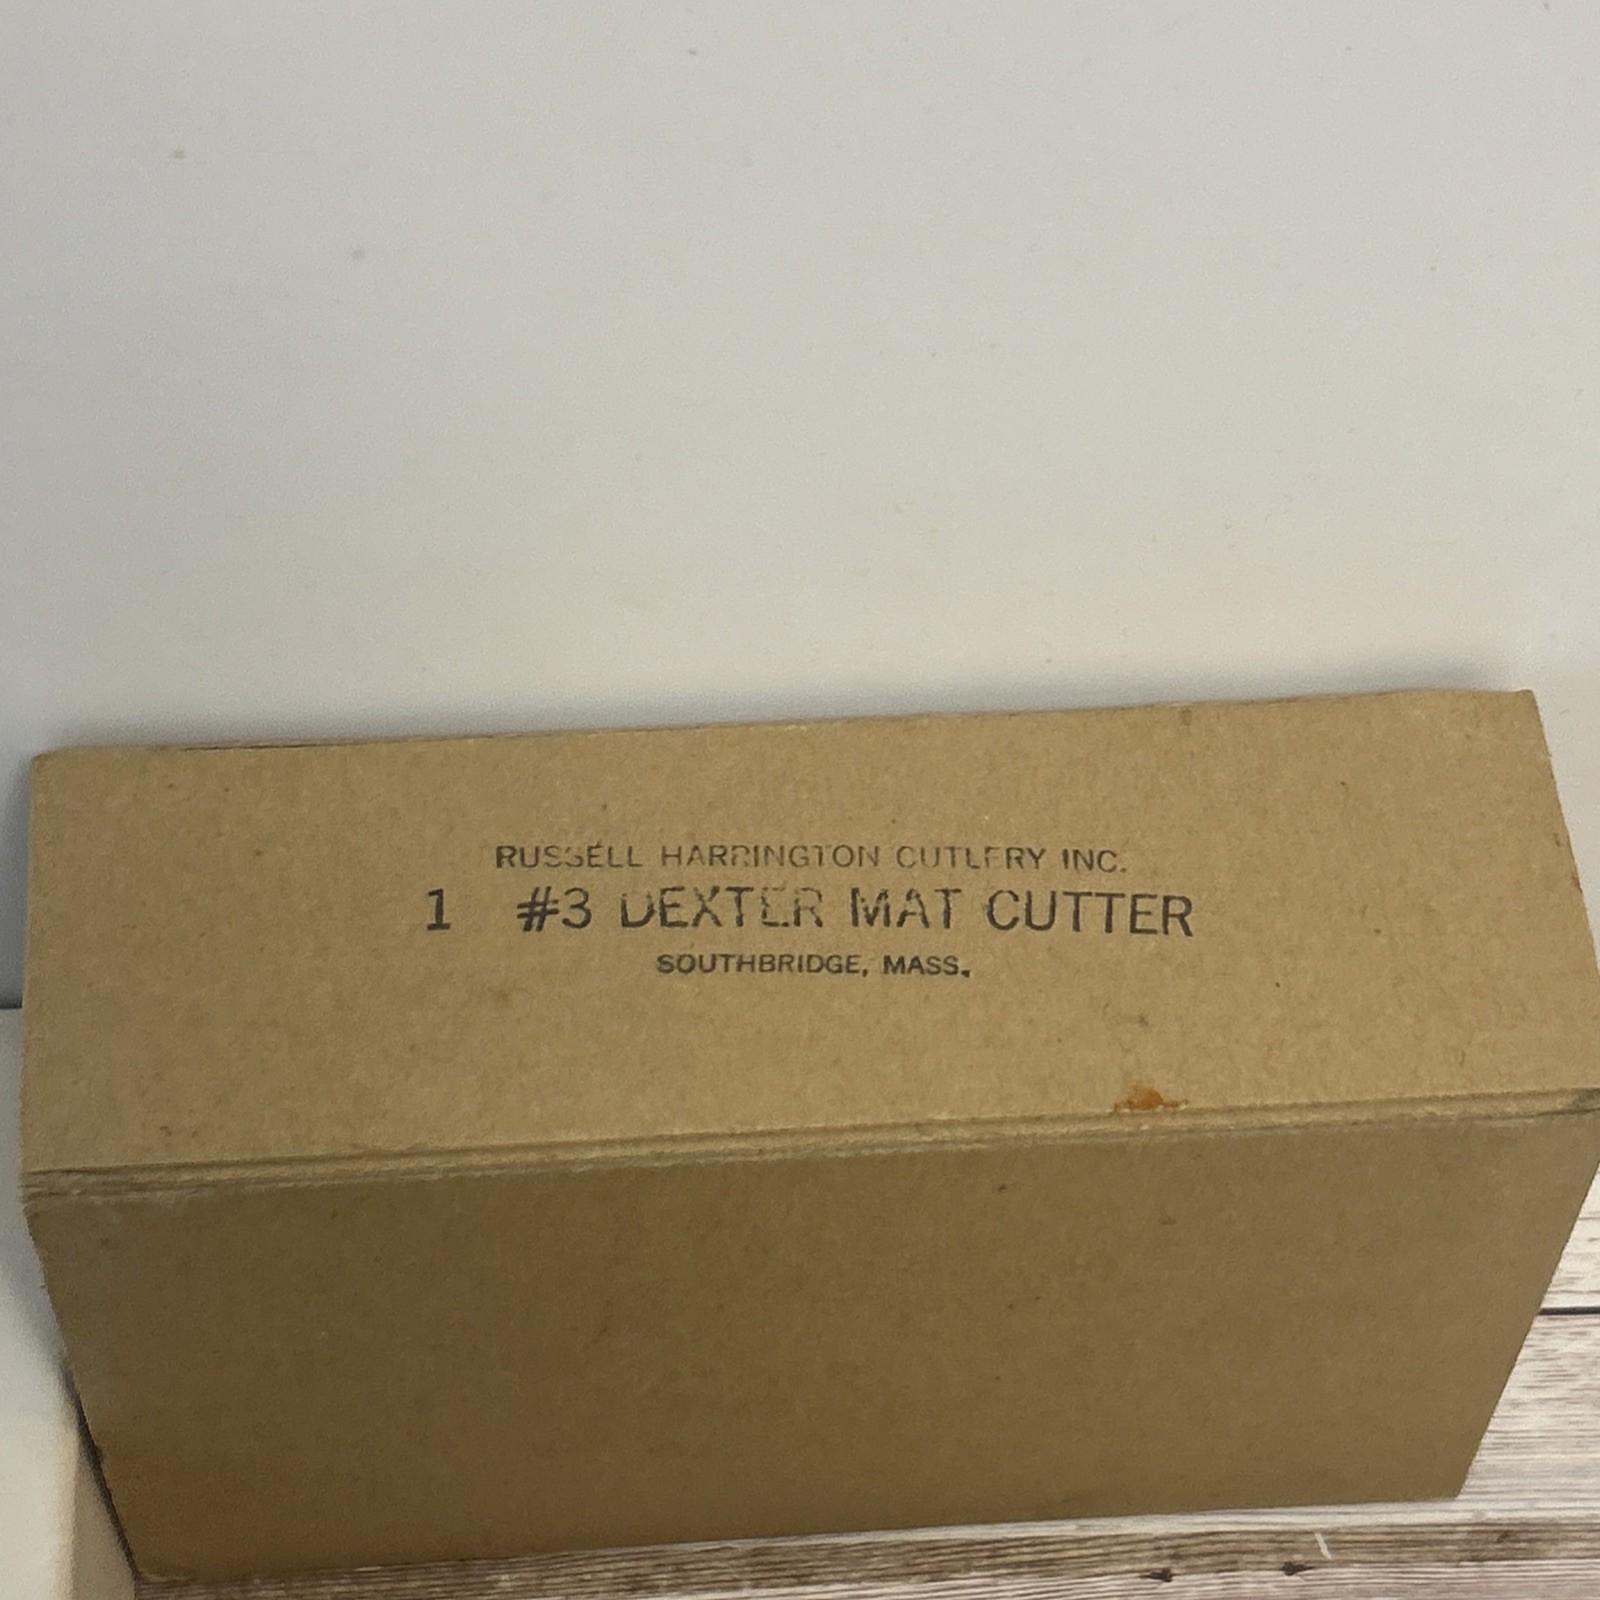 RUSSELL HARRINGTON CUTLERY INC.
1 #3 DEXTER MAT CUTTER
SOUTHBRIDGE, MASS.